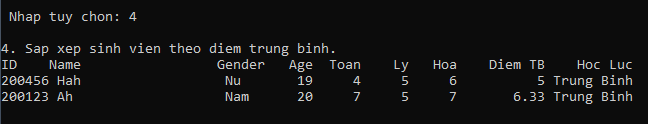 Nhap tuy chon: 4
4. Sap xep sinh vien theo diem trung binh.
ID Name Gender Age Toan Ly Hoa Diem TB Hoc Luc
200456 Hah Nu 19 4 5 6 5 Trung Binh
200123 Ah Nam 20 7 5 7 6.33 Trung Binh